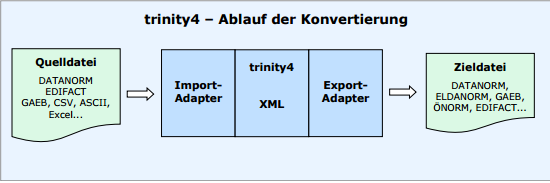 trinity4 – Ablauf der Konvertierung
Quelldatei
DATANORM
EDIFACT
GAEB, CSV, ASCII,
Excel...
Import-
Adapter
trinity4
XML
Export-
Adapter
Zieldatei
DATANORM,
ELDANORM, GAEB,
ÖNORM, EDIFACT...